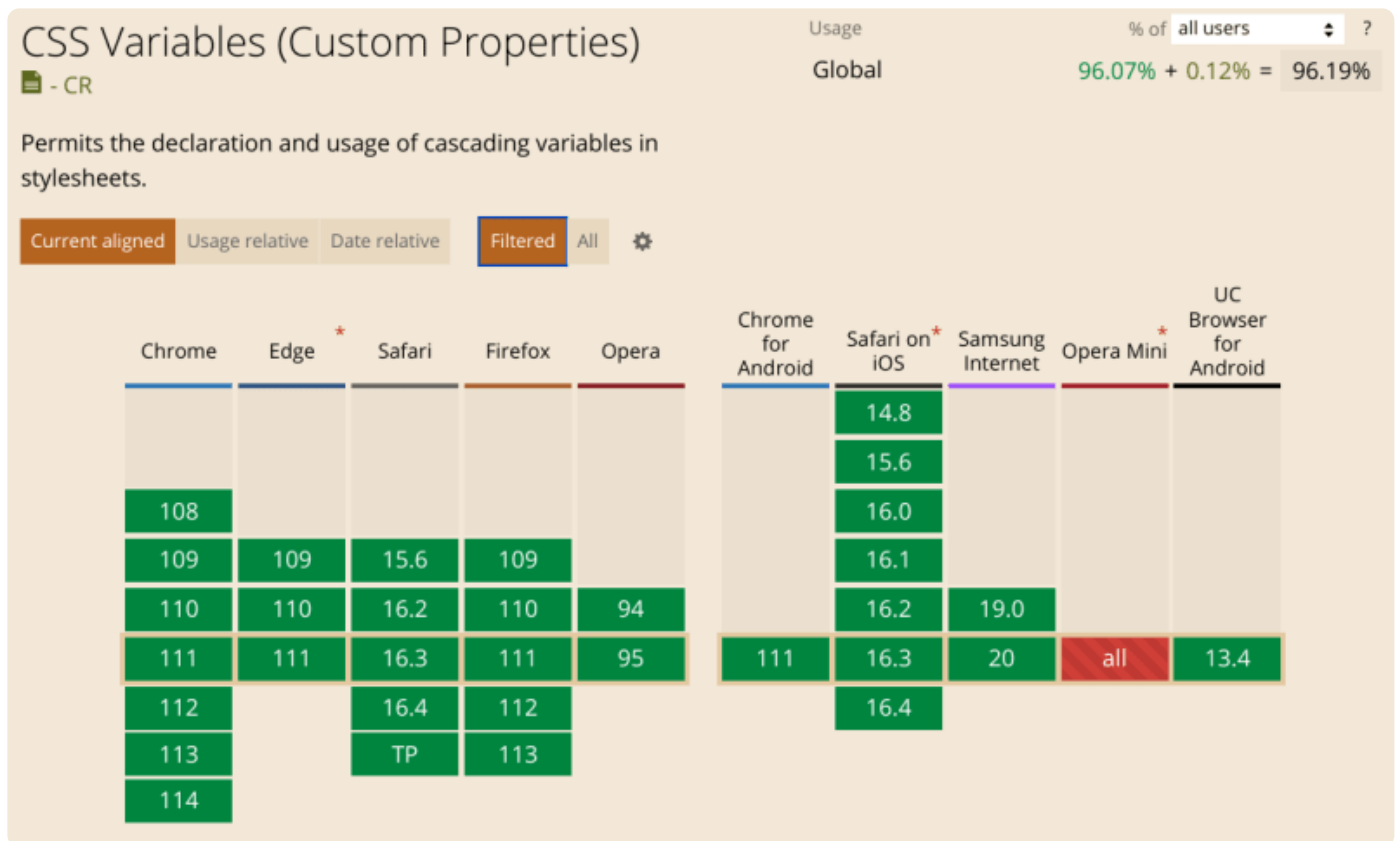 CSS Variables (Custom Properties)
- CR
Usage % of all users ?
Global 96.07% + 0.12% = 96.19%
Permits the declaration and usage of cascading variables in
stylesheets.
Current aligned Usage relative Date relative Filtered All
Chrome Edge * Safari Firefox Opera
Chrome
for
Android
Safari on*
iOS
Samsung
Internet
Opera Mini *
UC
Browser
for
Android
14.8
15.6
108 16.0
109 109 15.6 109 16.1
110 110 16.2 110 94 16.2 19.0
111 111 16.3 111 95 111 16.3 20 all 13.4
112 16.4 112 16.4
113 TP 113
114